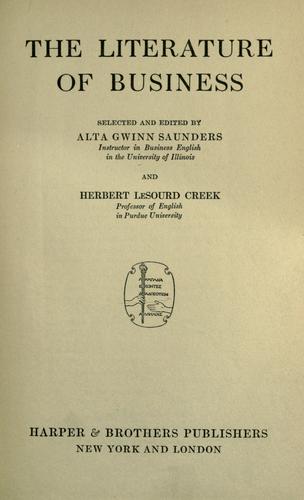 THE LITERATURE
OF BUSINESS
SELECTED AND EDITED BY
ALTA GWINN SAUNDERS
Instructor in Business English
in the University of Illinois
AND
HERBERT LeSOURD CREEK
Professor of English
in Purdue University
HARPER & BROTHERS PUBLISHERS
NEW YORK AND LONDON